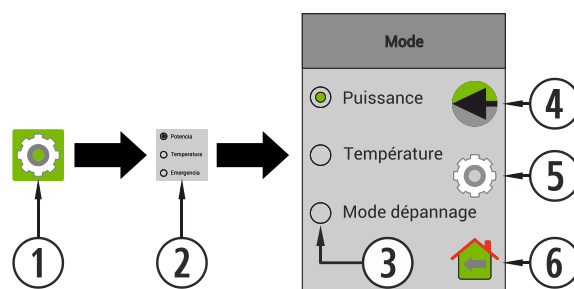 Mode
Potencia
Temperatura
Emergencia
Puissance
Température
Mode dépannage
1
2
3
4
5
6